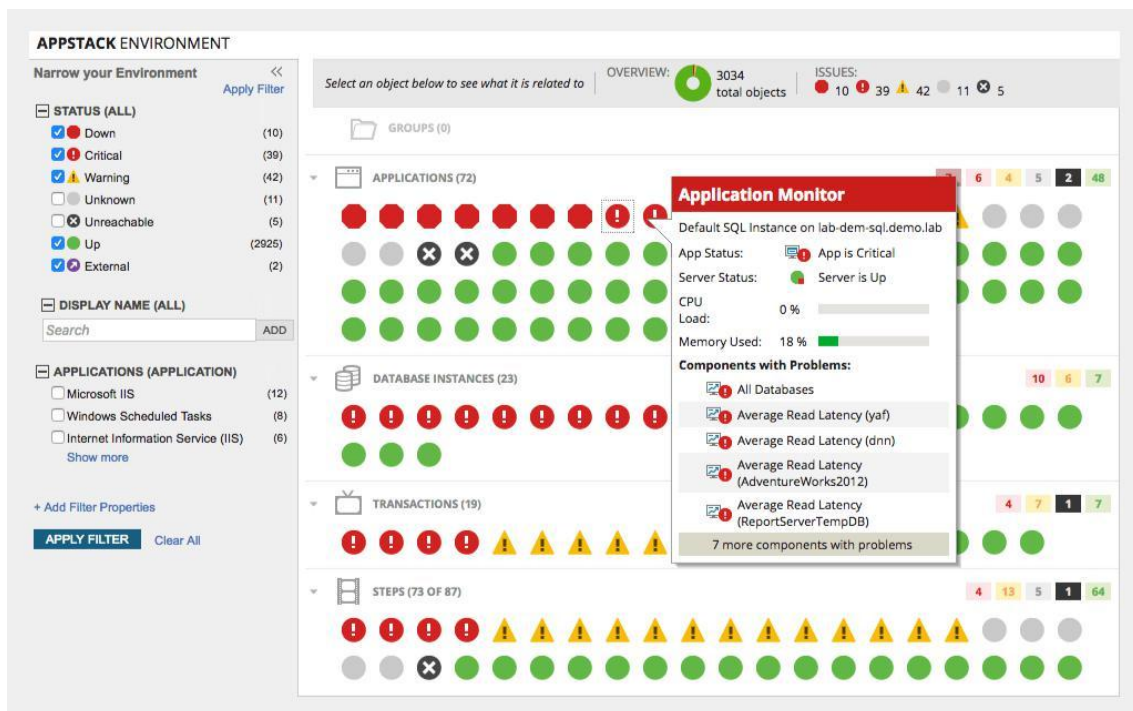 APPSTACK ENVIRONMENT
Narrow your Environment
Apply Filter
STATUS (ALL)
Down (10)
Critical (39)
Warning (42)
Unknown (11)
Unreachable (5)
Up (2925)
External (2)
DISPLAY NAME (ALL)
Search ADD
APPLICATIONS (APPLICATION)
Microsoft IIS (12)
Windows Scheduled Tasks (8)
Internet Information Service (IIS) (6)
Show more
+ Add Filter Properties
APPLY FILTER Clear All
Select an object below to see what it is related to
OVERVIEW: 3034
total objects
ISSUES:
10 39 42 11 5
GROUPS (0)
APPLICATIONS (72) 6 4 5 2 48
DATABASE INSTANCES (23) 10 6 7
TRANSACTIONS (19) 4 7 1 7
STEPS (73 OF 87) 4 13 5 1 64
Application Monitor
Default SQL Instance on lab-dem-sql.demo.lab
App Status: App is Critical
Server Status: Server is Up
CPU
Load: 0 %
Memory Used: 18 %
Components with Problems:
All Databases
Average Read Latency (yaf)
Average Read Latency (dnn)
Average Read Latency
(AdventureWorks2012)
Average Read Latency
(ReportServerTempDB)
7 more components with problems